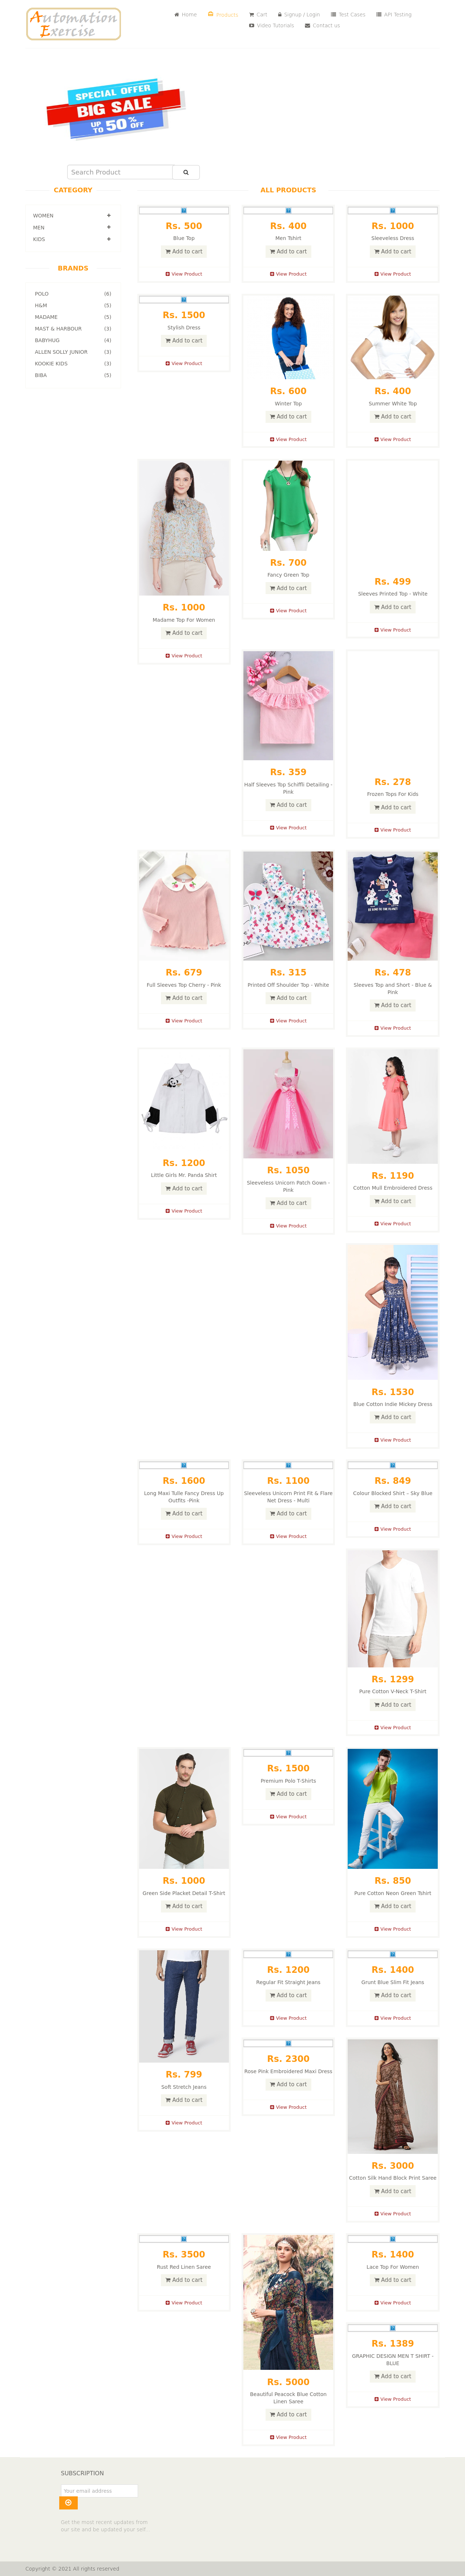 Automation
Exercise
Home
Products
Cart
Signup / Login
Test Cases
API Testing
Video Tutorials
Contact us
SPECIAL OFFER
BIG SALE
UP TO 50% OFF
Search Product
CATEGORY
WOMEN
MEN
KIDS
BRANDS
POLO (6)
H&M (5)
MADAME (5)
MAST & HARBOUR (3)
BABYHUG (4)
ALLEN SOLLY JUNIOR (3)
KOOKIE KIDS (3)
BIBA (5)
ALL PRODUCTS
Rs. 500
Blue Top
Add to cart
View Product
Rs. 400
Men Tshirt
Add to cart
View Product
Rs. 1000
Sleeveless Dress
Add to cart
View Product
Rs. 1500
Stylish Dress
Add to cart
View Product
Rs. 600
Winter Top
Add to cart
View Product
Rs. 400
Summer White Top
Add to cart
View Product
Rs. 1000
Madame Top For Women
Add to cart
View Product
Rs. 700
Fancy Green Top
Add to cart
View Product
Rs. 499
Sleeves Printed Top - White
Add to cart
View Product
Rs. 359
Half Sleeves Top Schiffli Detailing -
Pink
Add to cart
View Product
Rs. 278
Frozen Tops For Kids
Add to cart
View Product
Rs. 679
Full Sleeves Top Cherry - Pink
Add to cart
View Product
Rs. 315
Printed Off Shoulder Top - White
Add to cart
View Product
Rs. 478
Sleeves Top and Short - Blue &
Pink
Add to cart
View Product
Rs. 1200
Little Girls Mr. Panda Shirt
Add to cart
View Product
Rs. 1050
Sleeveless Unicorn Patch Gown -
Pink
Add to cart
View Product
Rs. 1190
Cotton Mull Embroidered Dress
Add to cart
View Product
Rs. 1530
Blue Cotton Indie Mickey Dress
Add to cart
View Product
Rs. 1600
Long Maxi Tulle Fancy Dress Up
Outfits -Pink
Add to cart
View Product
Rs. 1100
Sleeveless Unicorn Print Fit & Flare
Net Dress - Multi
Add to cart
View Product
Rs. 849
Colour Blocked Shirt – Sky Blue
Add to cart
View Product
Rs. 1299
Pure Cotton V-Neck T-Shirt
Add to cart
View Product
Rs. 1000
Green Side Placket Detail T-Shirt
Add to cart
View Product
Rs. 1500
Premium Polo T-Shirts
Add to cart
View Product
Rs. 850
Pure Cotton Neon Green Tshirt
Add to cart
View Product
Rs. 799
Soft Stretch Jeans
Add to cart
View Product
Rs. 1200
Regular Fit Straight Jeans
Add to cart
View Product
Rs. 1400
Grunt Blue Slim Fit Jeans
Add to cart
View Product
Rs. 2300
Rose Pink Embroidered Maxi Dress
Add to cart
View Product
Rs. 3000
Cotton Silk Hand Block Print Saree
Add to cart
View Product
Rs. 3500
Rust Red Linen Saree
Add to cart
View Product
Rs. 5000
Beautiful Peacock Blue Cotton
Linen Saree
Add to cart
View Product
Rs. 1400
Lace Top For Women
Add to cart
View Product
Rs. 1389
GRAPHIC DESIGN MEN T SHIRT -
BLUE
Add to cart
View Product
SUBSCRIPTION
Your email address
Get the most recent updates from
our site and be updated your self...
Copyright © 2021 All rights reserved